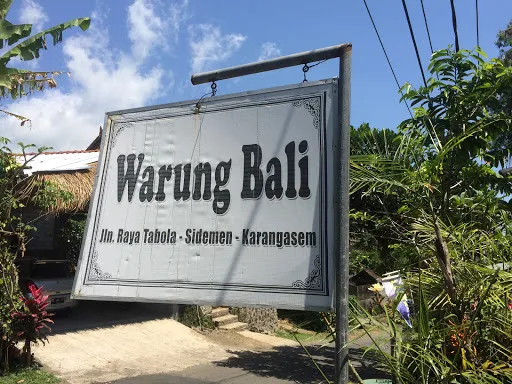 Warung Bali
Jln. Raya Tabola - Sidemen - Karangasem